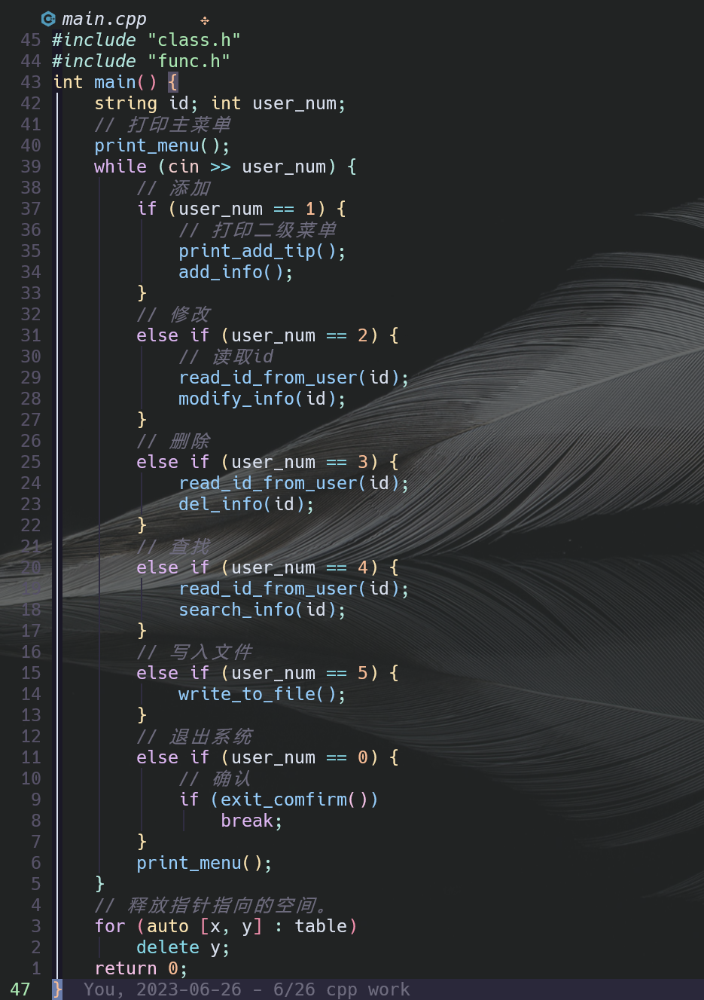 main.cpp
45 #include "class.h"
44 #include "func.h"
43 int main() {
42     string id; int user_num;
41     // 打印主菜单
40     print_menu();
39     while (cin >> user_num) {
38         // 添加
37         if (user_num == 1) {
36             // 打印二级菜单
35             print_add_tip();
34             add_info();
33         }
32         // 修改
31         else if (user_num == 2) {
30             // 读取id
29             read_id_from_user(id);
28             modify_info(id);
27         }
26         // 删除
25         else if (user_num == 3) {
24             read_id_from_user(id);
23             del_info(id);
22         }
21         // 查找
20         else if (user_num == 4) {
19             read_id_from_user(id);
18             search_info(id);
17         }
16         // 写入文件
15         else if (user_num == 5) {
14             write_to_file();
13         }
12         // 退出系统
11         else if (user_num == 0) {
10             // 确认
9             if (exit_comfirm())
8                 break;
7         }
6         print_menu();
5     }
4     // 释放指针指向的空间。
3     for (auto [x, y] : table)
2         delete y;
1     return 0;
47 }  You, 2023-06-26 - 6/26 cpp work